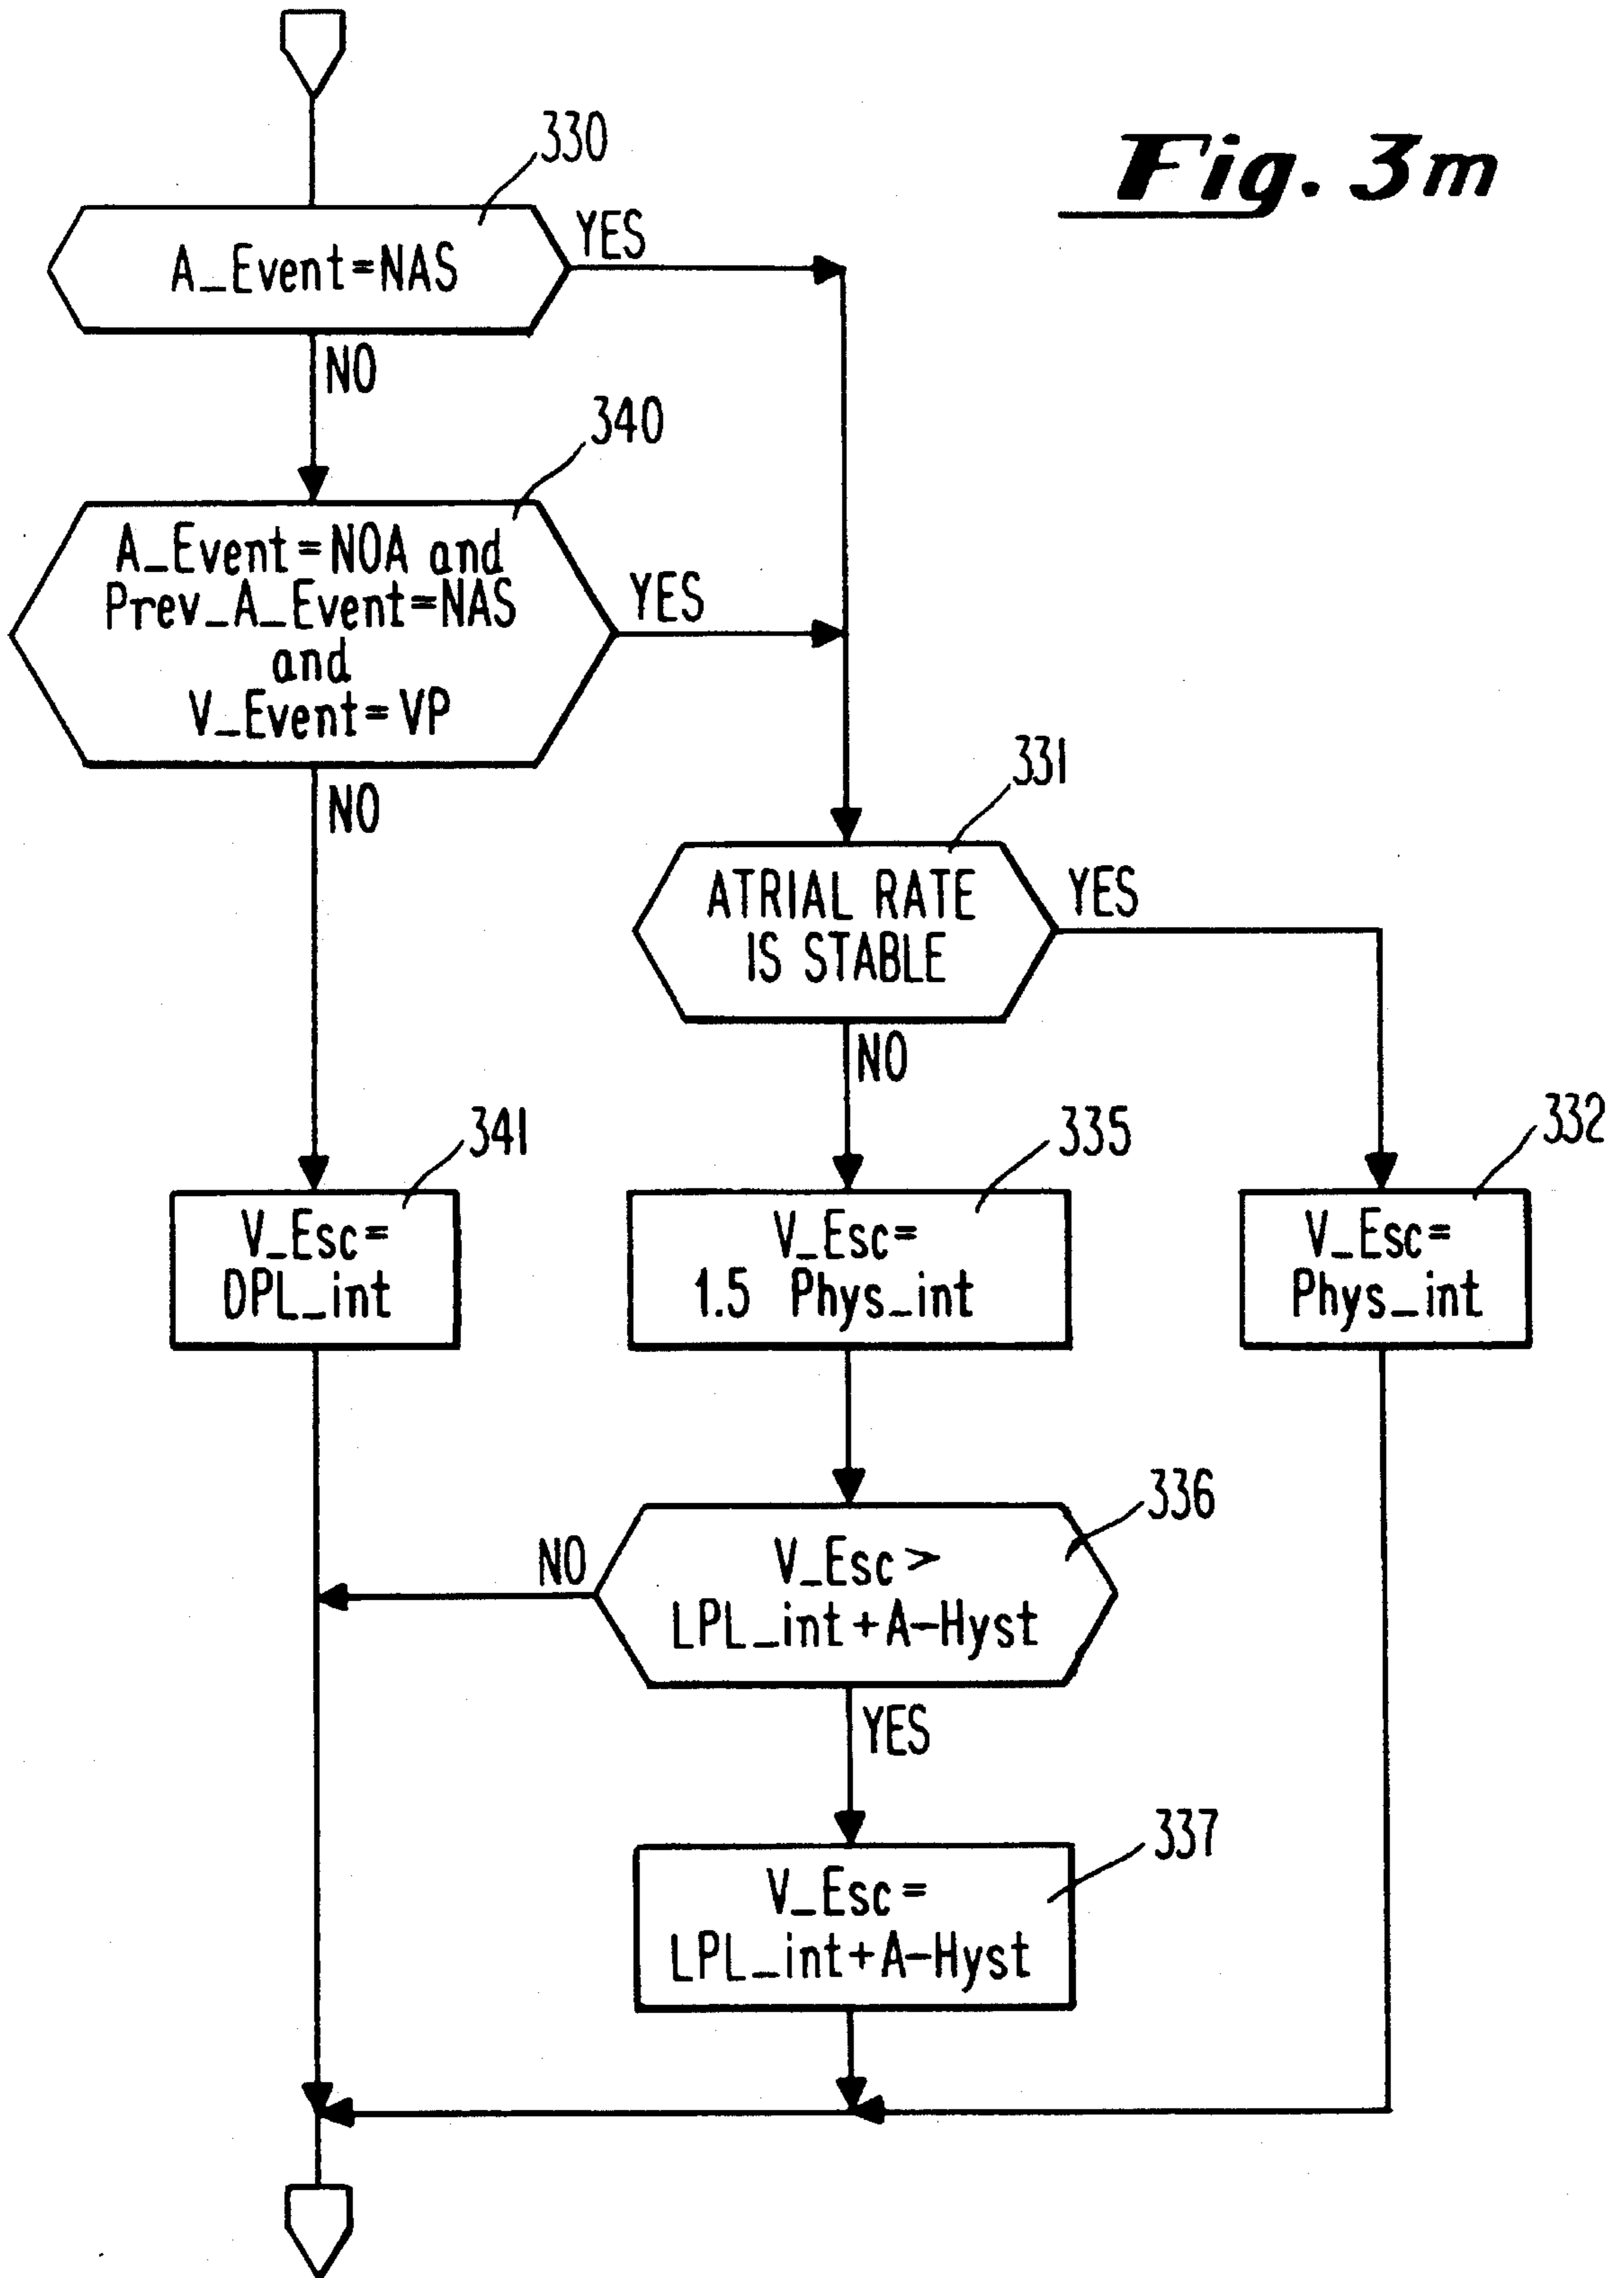 Fig. 3m
330
A_Event=NAS
YES
NO
340
A_Event=NOA and
Prev_A_Event=NAS
and
V_Event=VP
YES
NO
331
ATRIAL RATE
IS STABLE
YES
NO
341
V_Esc=
DPL_int
335
V_Esc=
1.5 Phys_int
332
V_Esc=
Phys_int
336
V_Esc>
LPL_int+A-Hyst
NO
YES
337
V_Esc=
LPL_int+A-Hyst